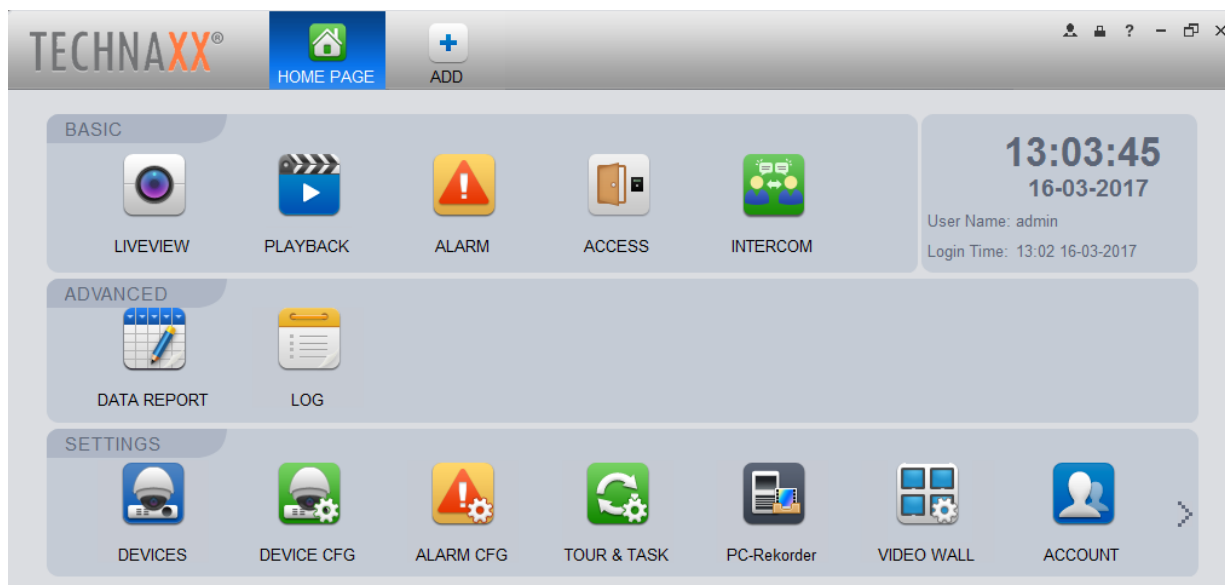 TECHNAXX®
HOME PAGE
ADD
?
BASIC
LIVEVIEW
PLAYBACK
ALARM
ACCESS
INTERCOM
13:03:45
16-03-2017
User Name: admin
Login Time: 13:02 16-03-2017
ADVANCED
DATA REPORT
LOG
SETTINGS
DEVICES
DEVICE CFG
ALARM CFG
TOUR & TASK
PC-Rekorder
VIDEO WALL
ACCOUNT